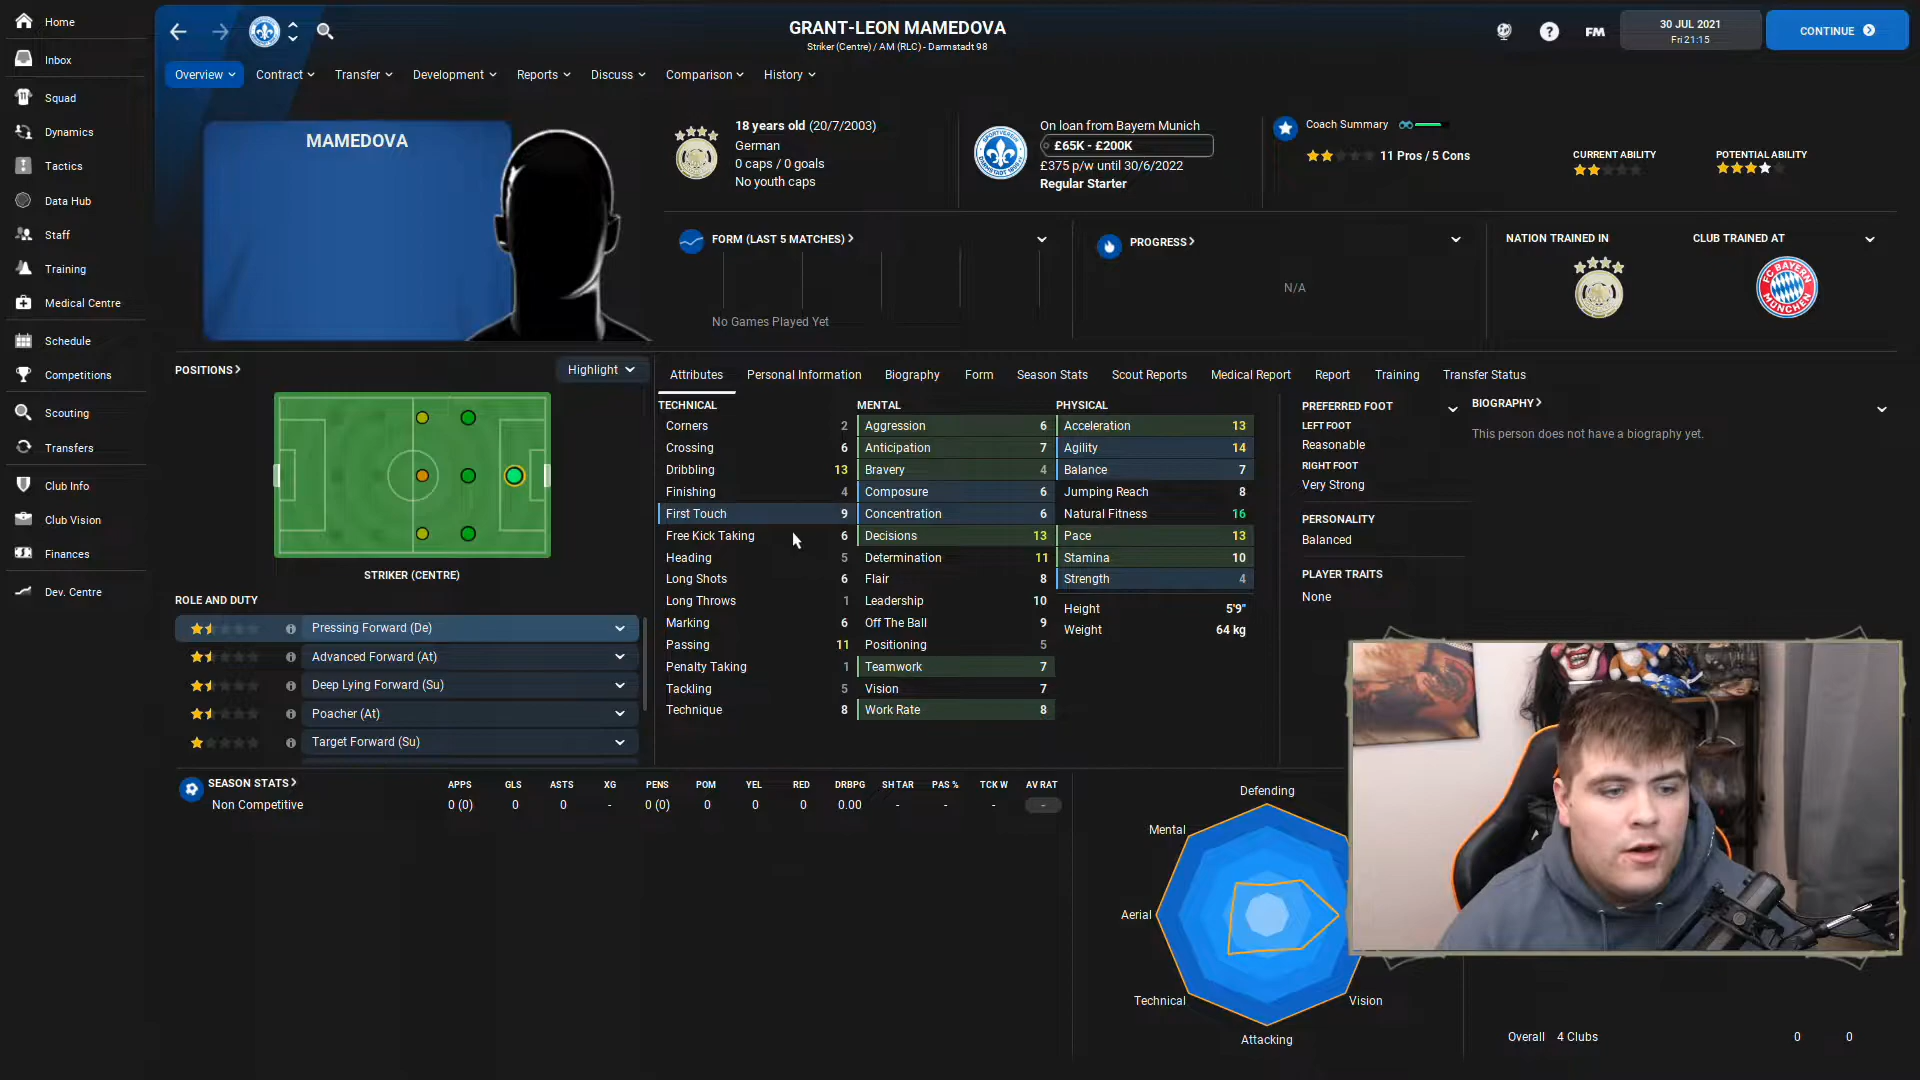 Home
Inbox
Squad
Dynamics
Tactics
Data Hub
Staff
Training
Medical Centre
Schedule
Competitions
Scouting
Transfers
Club Info
Club Vision
Finances
Dev. Centre
GRANT-LEON MAMEDOVA
Striker (Centre) / AM (RLC) - Darmstadt 98
FM
30 JUL 2021
Fri 21:15
CONTINUE
Overview Contract Transfer Development Reports Discuss Comparison History
MAMEDOVA
18 years old (20/7/2003)
German
0 caps / 0 goals
No youth caps
On loan from Bayern Munich
£65K - £200K
£375 p/w until 30/6/2022
Regular Starter
Coach Summary
11 Pros / 5 Cons
CURRENT ABILITY
POTENTIAL ABILITY
FORM (LAST 5 MATCHES)
No Games Played Yet
PROGRESS
N/A
NATION TRAINED IN
CLUB TRAINED AT
FC BAYERN MÜNCHEN
POSITIONS
Highlight
STRIKER (CENTRE)
ROLE AND DUTY
Pressing Forward (De)
Advanced Forward (At)
Deep Lying Forward (Su)
Poacher (At)
Target Forward (Su)
Attributes Personal Information Biography Form Season Stats Scout Reports Medical Report Report Training Transfer Status
TECHNICAL
Corners 2
Crossing 6
Dribbling 13
Finishing 4
First Touch 9
Free Kick Taking 6
Heading 5
Long Shots 6
Long Throws 1
Marking 6
Passing 11
Penalty Taking 1
Tackling 5
Technique 8
MENTAL
Aggression 6
Anticipation 7
Bravery 4
Composure 6
Concentration 6
Decisions 13
Determination 11
Flair 8
Leadership 10
Off The Ball 9
Positioning 5
Teamwork 7
Vision 7
Work Rate 8
PHYSICAL
Acceleration 13
Agility 14
Balance 7
Jumping Reach 8
Natural Fitness 16
Pace 13
Stamina 10
Strength 4
Height 5'9"
Weight 64 kg
PREFERRED FOOT
LEFT FOOT
Reasonable
RIGHT FOOT
Very Strong
PERSONALITY
Balanced
PLAYER TRAITS
None
BIOGRAPHY
This person does not have a biography yet.
SEASON STATS
APPS GLS ASTS XG PENS POM YEL RED DRBPG SH TAR PAS % TCK W AV RAT
Non Competitive 0 (0) 0 0 - 0 (0) 0 0 0 0.00 - - - -
Defending
Mental
Aerial
Technical
Attacking
Vision
Overall 4 Clubs 0 0